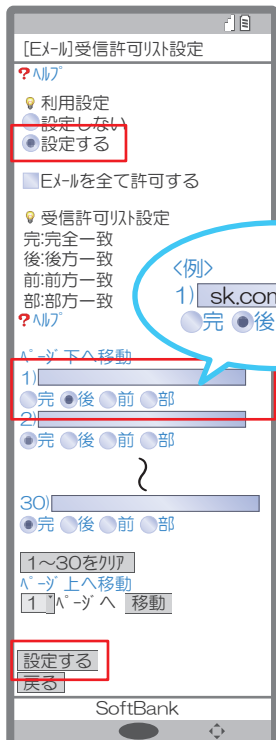 [Eﾒｰﾙ]受信許可ﾘｽﾄ設定
?ﾍﾙﾌﾟ
利用設定
設定しない
設定する
Eﾒｰﾙを全て許可する
受信許可ﾘｽﾄ設定
完:完全一致
後:後方一致
前:前方一致
部:部方一致
?ﾍﾙﾌﾟ
<例>
1) sk.com
完 後
ﾍﾟｰｼﾞ下へ移動
1)
完 後 前 部
2)
完 後 前 部
～
30)
完 後 前 部
1～30をｸﾘｱ
ﾍﾟｰｼﾞ上へ移動
1 ﾍﾟｰｼﾞへ 移動
設定する
戻る
SoftBank